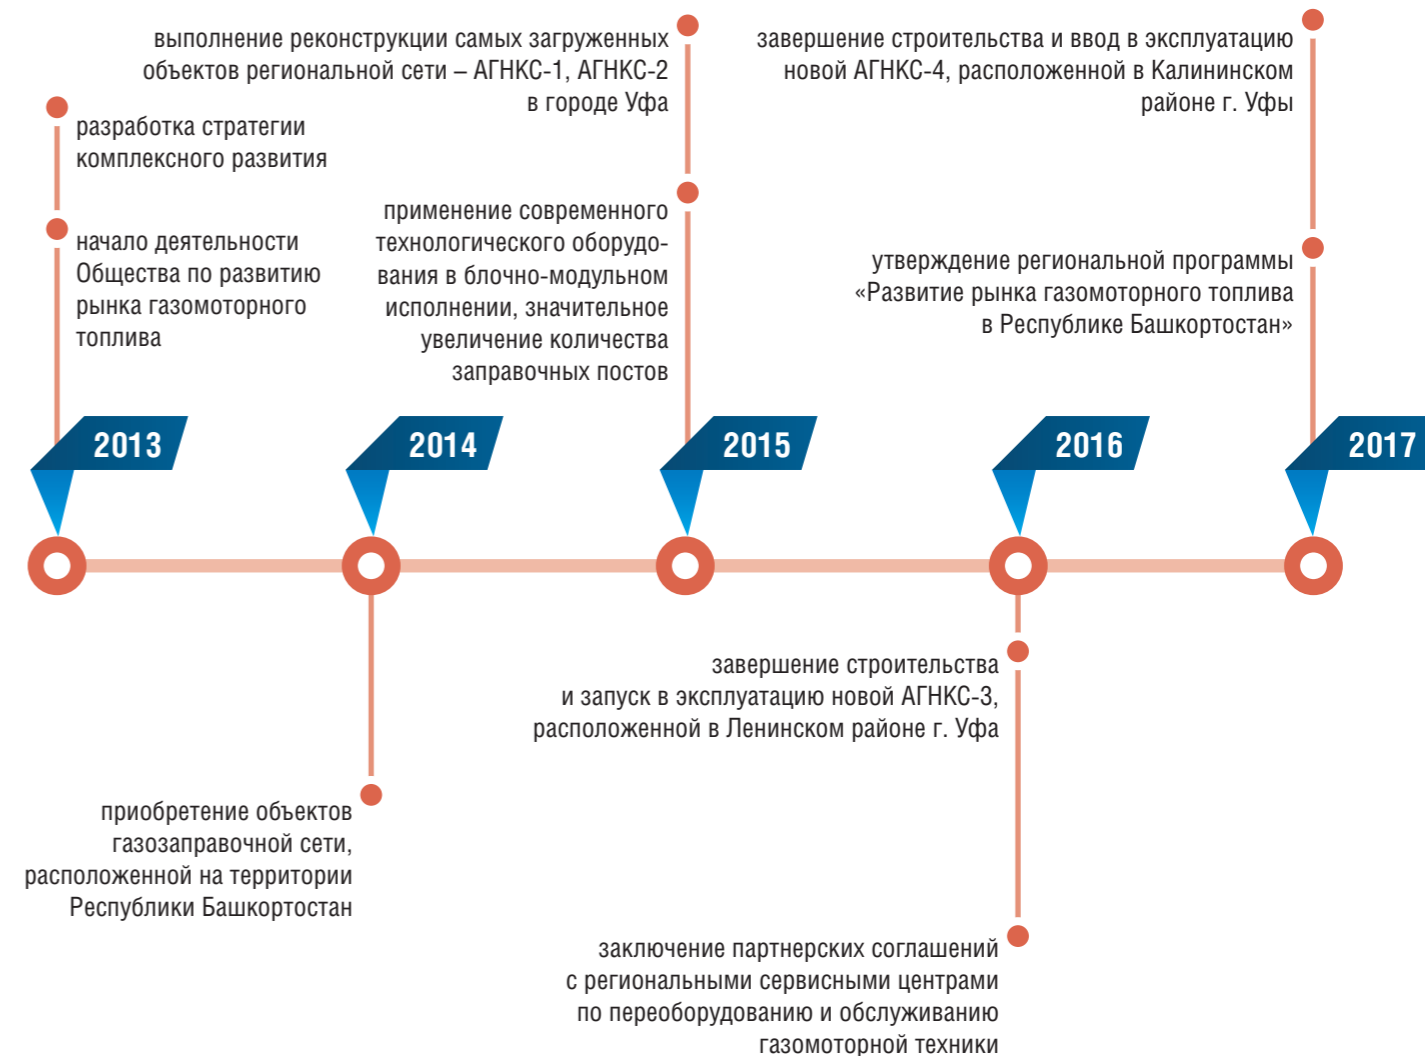 выполнение реконструкции самых загруженных
объектов региональной сети – АГНКС-1, АГНКС-2
в городе Уфа
завершение строительства и ввод в эксплуатацию
новой АГНКС-4, расположенной в Калининском
районе г. Уфы
разработка стратегии
комплексного развития
начало деятельности
Общества по развитию
рынка газомоторного
топлива
применение современного
технологического оборудо-
вания в блочно-модульном
исполнении, значительное
увеличение количества
заправочных постов
утверждение региональной программы
«Развитие рынка газомоторного топлива
в Республике Башкортостан»
2013
2014
2015
2016
2017
завершение строительства
и запуск в эксплуатацию новой АГНКС-3,
расположенной в Ленинском районе г. Уфа
приобретение объектов
газозаправочной сети,
расположенной на территории
Республики Башкортостан
заключение партнерских соглашений
с региональными сервисными центрами
по переоборудованию и обслуживанию
газомоторной техники